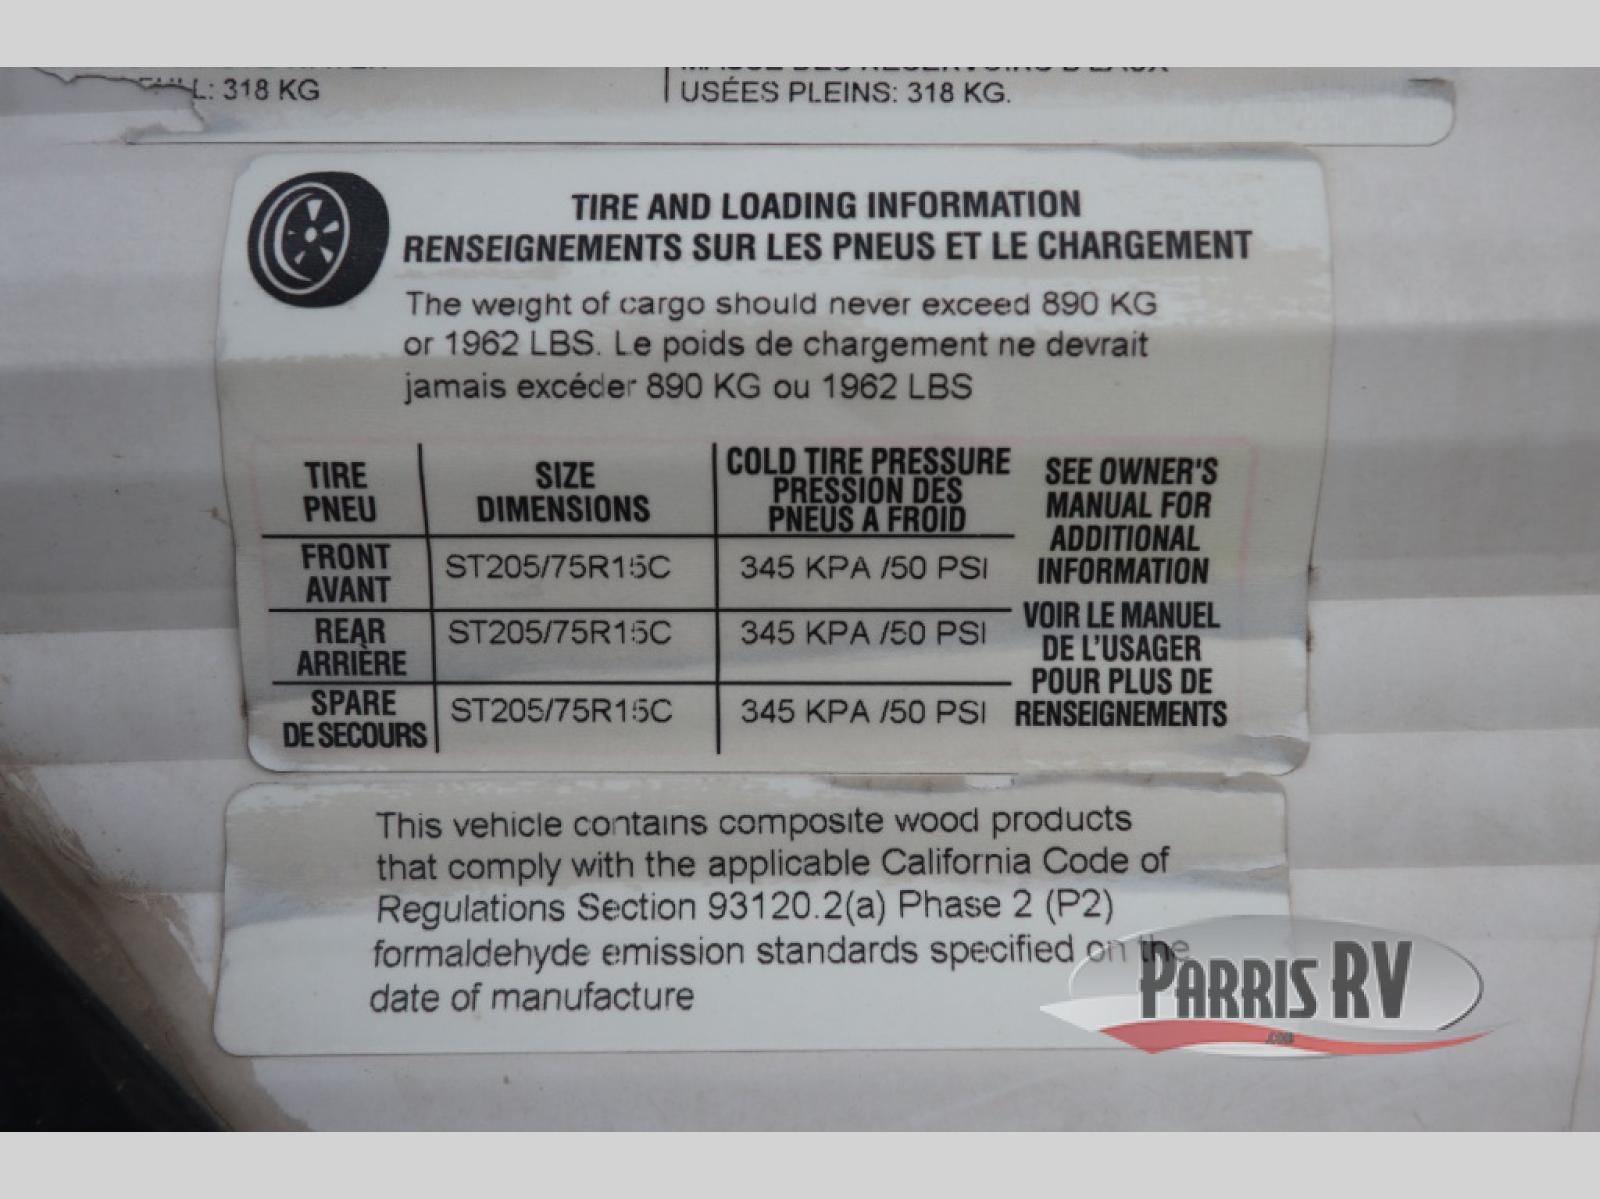 L: 318 KG
USÉES PLEINS: 318 KG.
TIRE AND LOADING INFORMATION
RENSEIGNEMENTS SUR LES PNEUS ET LE CHARGEMENT
The weight of cargo should never exceed 890 KG
or 1962 LBS. Le poids de chargement ne devrait
jamais excéder 890 KG ou 1962 LBS
TIRE
PNEU
SIZE
DIMENSIONS
COLD TIRE PRESSURE
PRESSION DES
PNEUS A FROID
FRONT
AVANT
ST205/75R15C
345 KPA /50 PSI
REAR
ARRIÈRE
ST205/75R15C
345 KPA /50 PSI
SPARE
DE SECOURS
ST205/75R15C
345 KPA /50 PSI
SEE OWNER'S
MANUAL FOR
ADDITIONAL
INFORMATION
VOIR LE MANUEL
DE L'USAGER
POUR PLUS DE
RENSEIGNEMENTS
This vehicle contains composite wood products
that comply with the applicable California Code of
Regulations Section 93120.2(a) Phase 2 (P2)
formaldehyde emission standards specified on the
date of manufacture
PARRIS RV
.COM